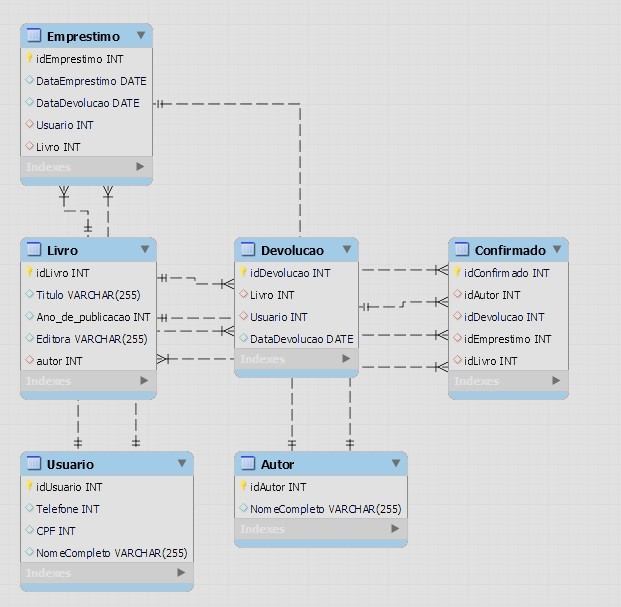 Emprestimo
idEmprestimo INT
DataEmprestimo DATE
DataDevolucao DATE
Usuario INT
Livro INT
Indexes
Livro
idLivro INT
Titulo VARCHAR(255)
Ano_de_publicacao INT
Editora VARCHAR(255)
autor INT
Indexes
Devolucao
idDevolucao INT
Livro INT
Usuario INT
DataDevolucao DATE
Indexes
Confirmado
idConfirmado INT
idAutor INT
idDevolucao INT
idEmprestimo INT
idLivro INT
Indexes
Usuario
idUsuario INT
Telefone INT
CPF INT
NomeCompleto VARCHAR(255)
Indexes
Autor
idAutor INT
NomeCompleto VARCHAR(255)
Indexes